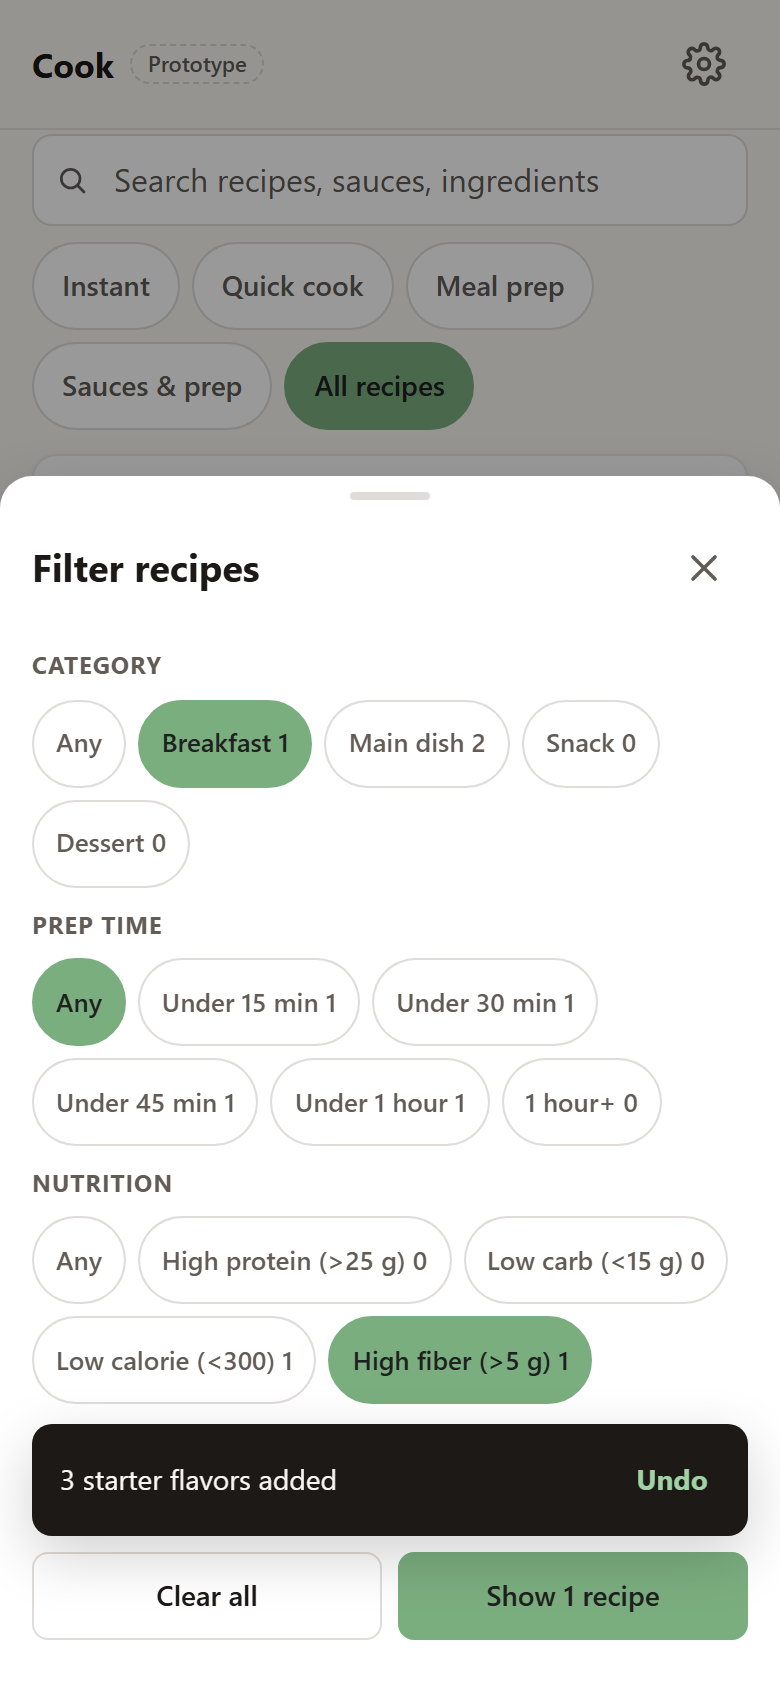 Cook Prototype
Search recipes, sauces, ingredients
Instant Quick cook Meal prep
Sauces & prep All recipes
Filter recipes
CATEGORY
Any Breakfast 1 Main dish 2 Snack 0
Dessert 0
PREP TIME
Any Under 15 min 1 Under 30 min 1
Under 45 min 1 Under 1 hour 1 1 hour+ 0
NUTRITION
Any High protein (>25 g) 0 Low carb (<15 g) 0
Low calorie (<300) 1 High fiber (>5 g) 1
3 starter flavors added Undo
Clear all Show 1 recipe